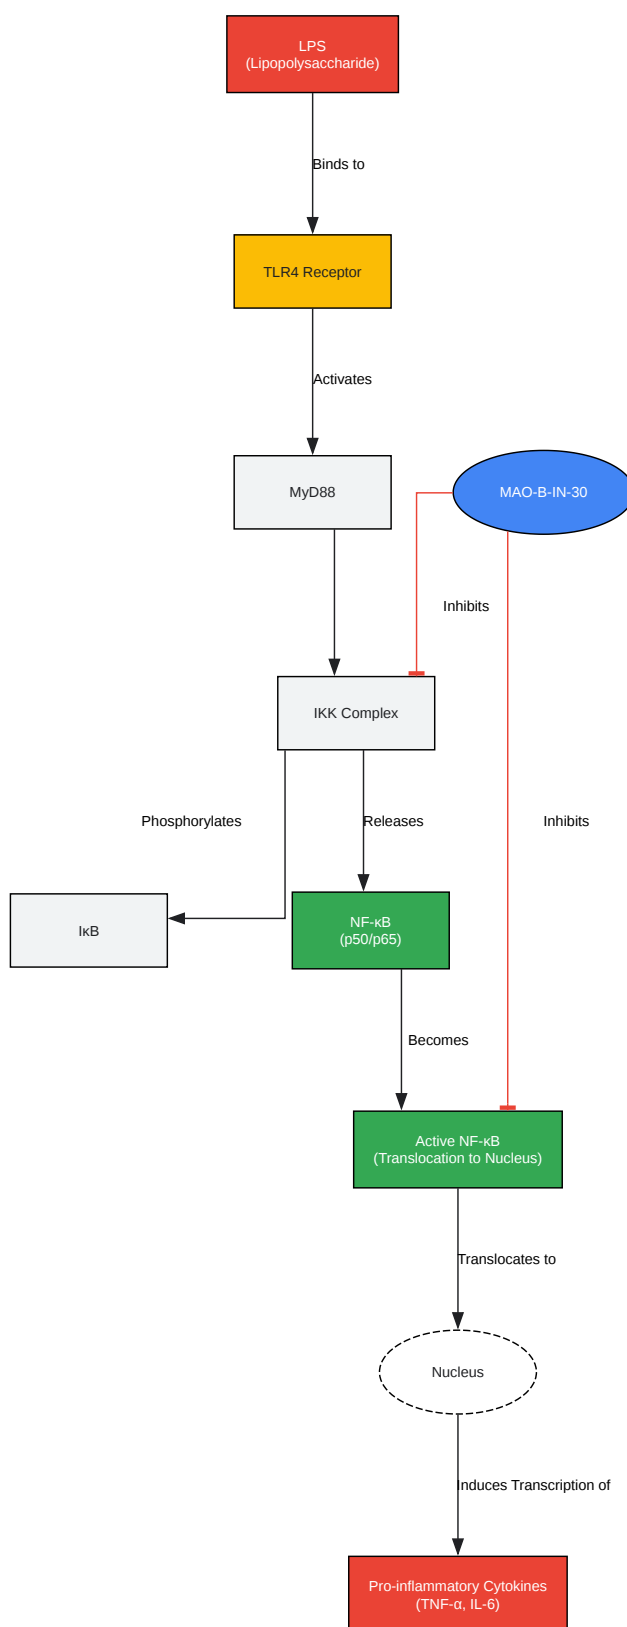 LPS
(Lipopolysaccharide)
Binds to
TLR4 Receptor
Activates
MyD88
MAO-B-IN-30
Inhibits
IKK Complex
Phosphorylates
Releases
Inhibits
IκB
NF-κB
(p50/p65)
Becomes
Active NF-κB
(Translocation to Nucleus)
Translocates to
Nucleus
Induces Transcription of
Pro-inflammatory Cytokines
(TNF-α, IL-6)